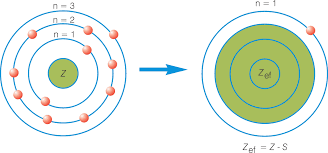 n = 3
n = 2
n = 1
Z
n = 1
Zef
Zef = Z · S